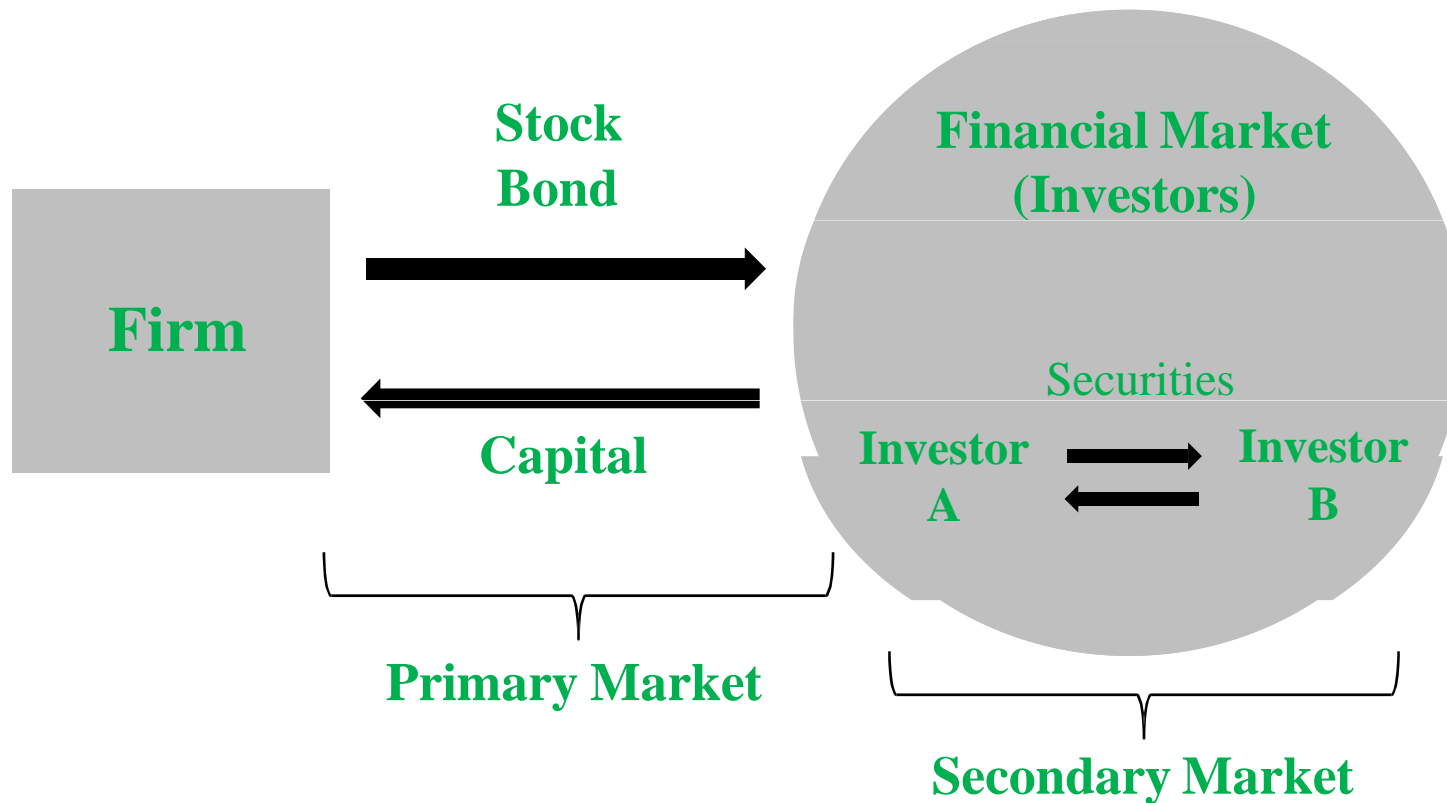 Stock
Bond
Financial Market
(Investors)
Firm
Securities
Capital
Investor
A
Investor
B
Primary Market
Secondary Market